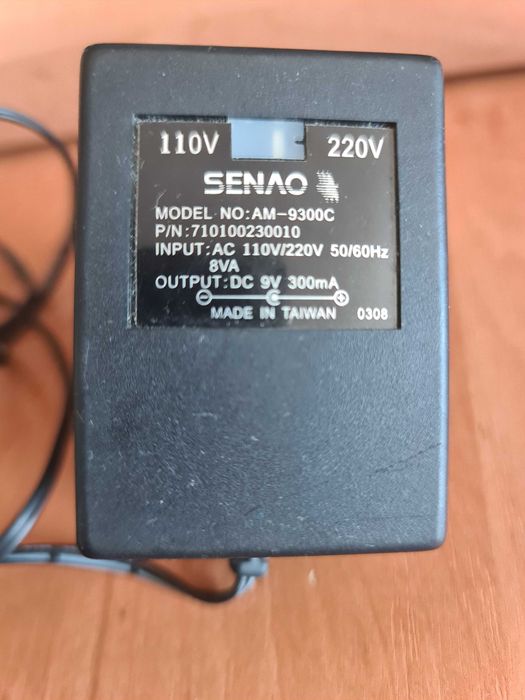 110V 220V
SENAO
MODEL NO:AM-9300C
P/N:710100230010
INPUT:AC 110V/220V 50/60Hz
8VA
OUTPUT:DC 9V 300mA
MADE IN TAIWAN 0308